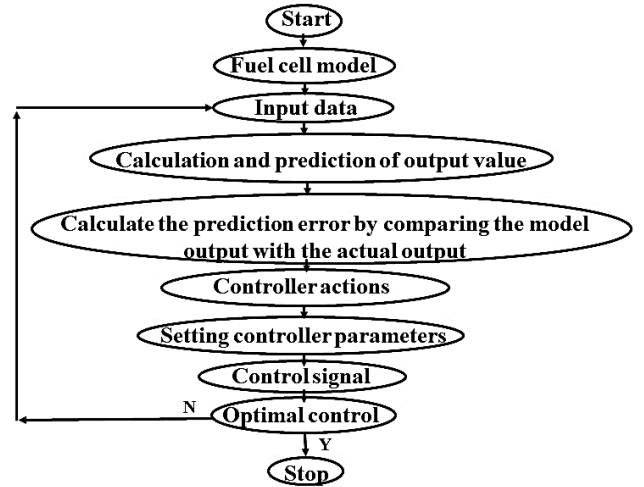 Start
Fuel cell model
Input data
Calculation and prediction of output value
Calculate the prediction error by comparing the model
output with the actual output
Controller actions
Setting controller parameters
Control signal
N
Optimal control
Y
Stop